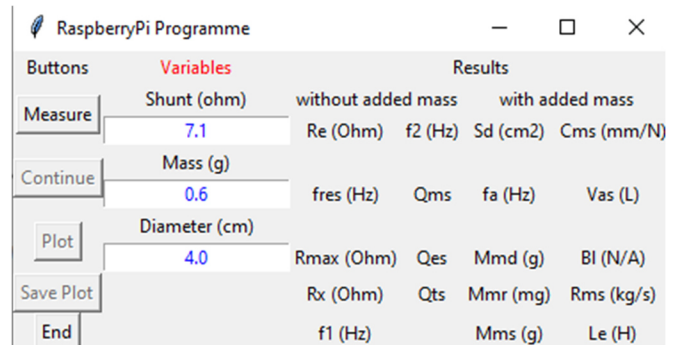 RaspberryPi Programme
Buttons Variables Results
Measure Shunt (ohm) without added mass with added mass
7.1 Re (Ohm) f2 (Hz) Sd (cm2) Cms (mm/N)
Continue Mass (g)
0.6 fres (Hz) Qms fa (Hz) Vas (L)
Plot Diameter (cm)
4.0 Rmax (Ohm) Qes Mmd (g) Bl (N/A)
Save Plot Rx (Ohm) Qts Mmr (mg) Rms (kg/s)
End f1 (Hz) Mms (g) Le (H)